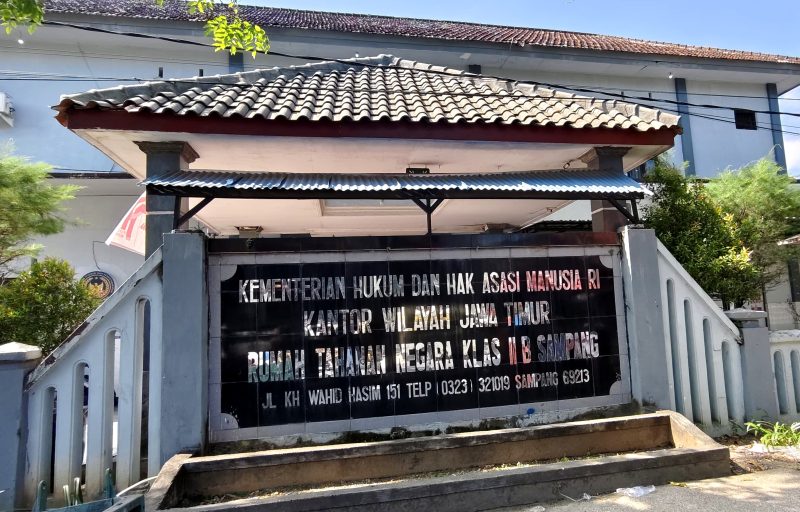 KEMENTERIAN HUKUM DAN HAK ASASI MANUSIA RI
KANTOR WILAYAH JAWA TIMUR
RUMAH TAHANAN NEGARA KLAS II B SAMPANG
JL KH WAHID HASIM 151 TELP (0323) 321019 SAMPANG 69213